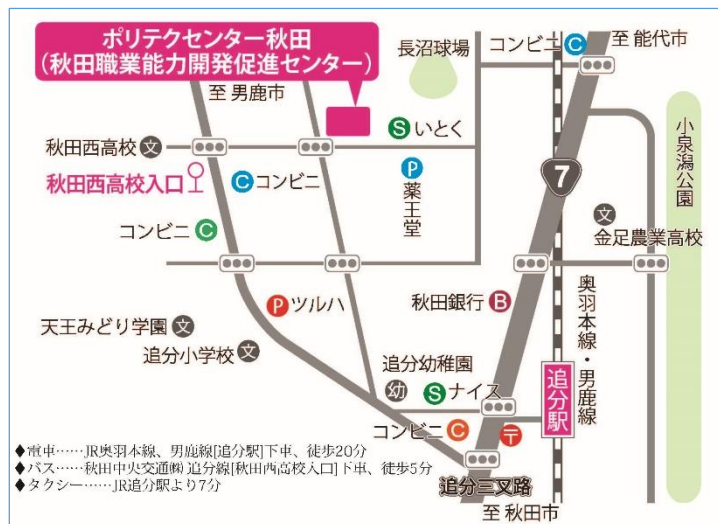 ポリテクセンター秋田
(秋田職業能力開発促進センター)
長沼球場
コンビニ C
至 能代市
至 男鹿市
秋田西高校 文
S いとく
小泉潟公園
7
秋田西高校入口
C コンビニ
P
薬王堂
文
金足農業高校
コンビニ C
P ツルハ
秋田銀行 B
奥羽本線・男鹿線
天王みどり学園 文
追分小学校 文
追分幼稚園
幼
S ナイス
追分駅
コンビニ C
〒
追分三叉路
至 秋田市
◆電車……JR奥羽本線、男鹿線[追分駅]下車、徒歩20分
◆バス……秋田中央交通㈱追分線[秋田西高校入口]下車、徒歩5分
◆タクシー……JR追分駅より7分